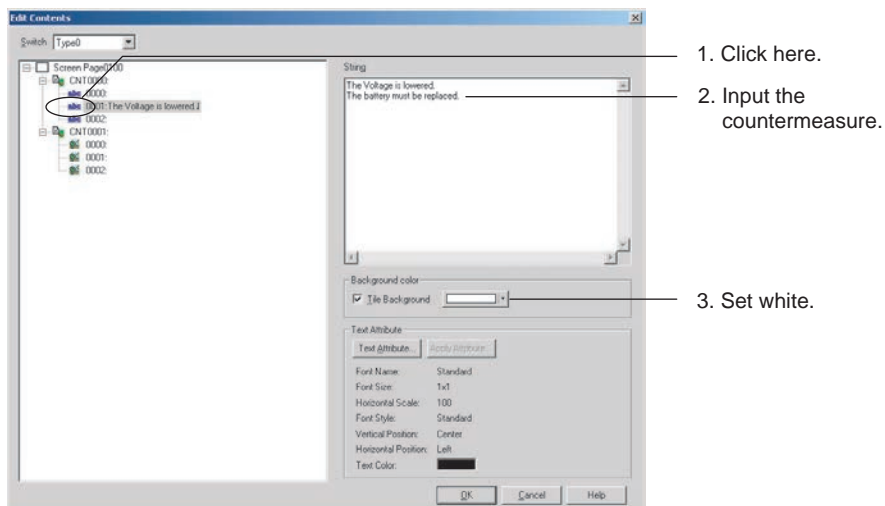 Edit Contents
Switch Type0
Screen Page0100
CNT0000:
abc 0000:
abc 0001:The Voltage is lowered.
abc 0002:
CNT0001:
0000:
0001:
0002:
String
The Voltage is lowered.
The battery must be replaced.
Background color
Tile Background
Text Attribute
Text Attribute... Apply Attribute...
Font Name: Standard
Font Size: 1x1
Horizontal Scale: 100
Font Style: Standard
Vertical Position: Center
Horizontal Position: Left
Text Color:
OK Cancel Help
1. Click here.
2. Input the
countermeasure.
3. Set white.